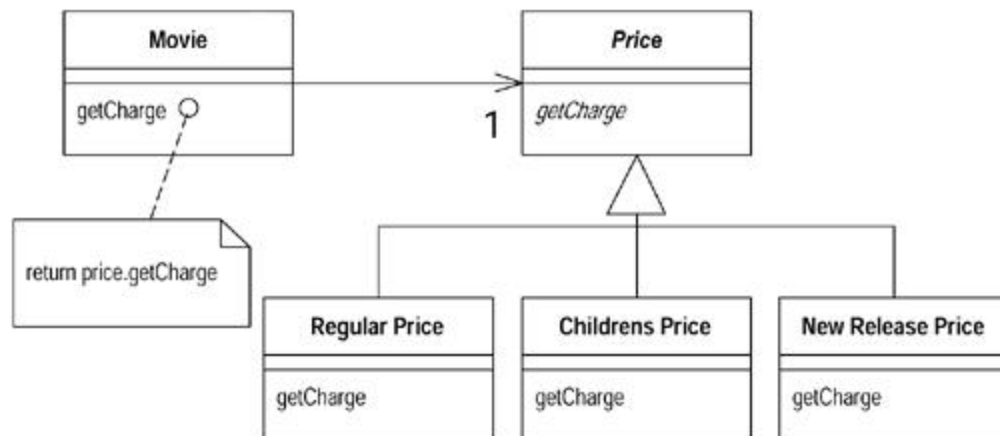 Movie
Price
getCharge
1
getCharge
return price.getCharge
Regular Price
Childrens Price
New Release Price
getCharge
getCharge
getCharge